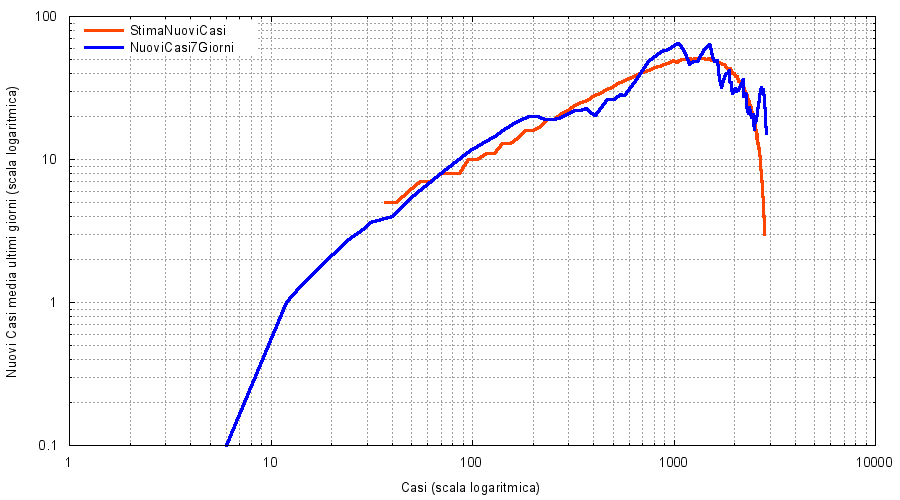 100
StimaNuoviCasi
NuoviCasi7Giorni
10
1
0.1
Nuovi Casi media ultimi giorni (scala logaritmica)
1 10 100 1000 10000
Casi (scala logaritmica)